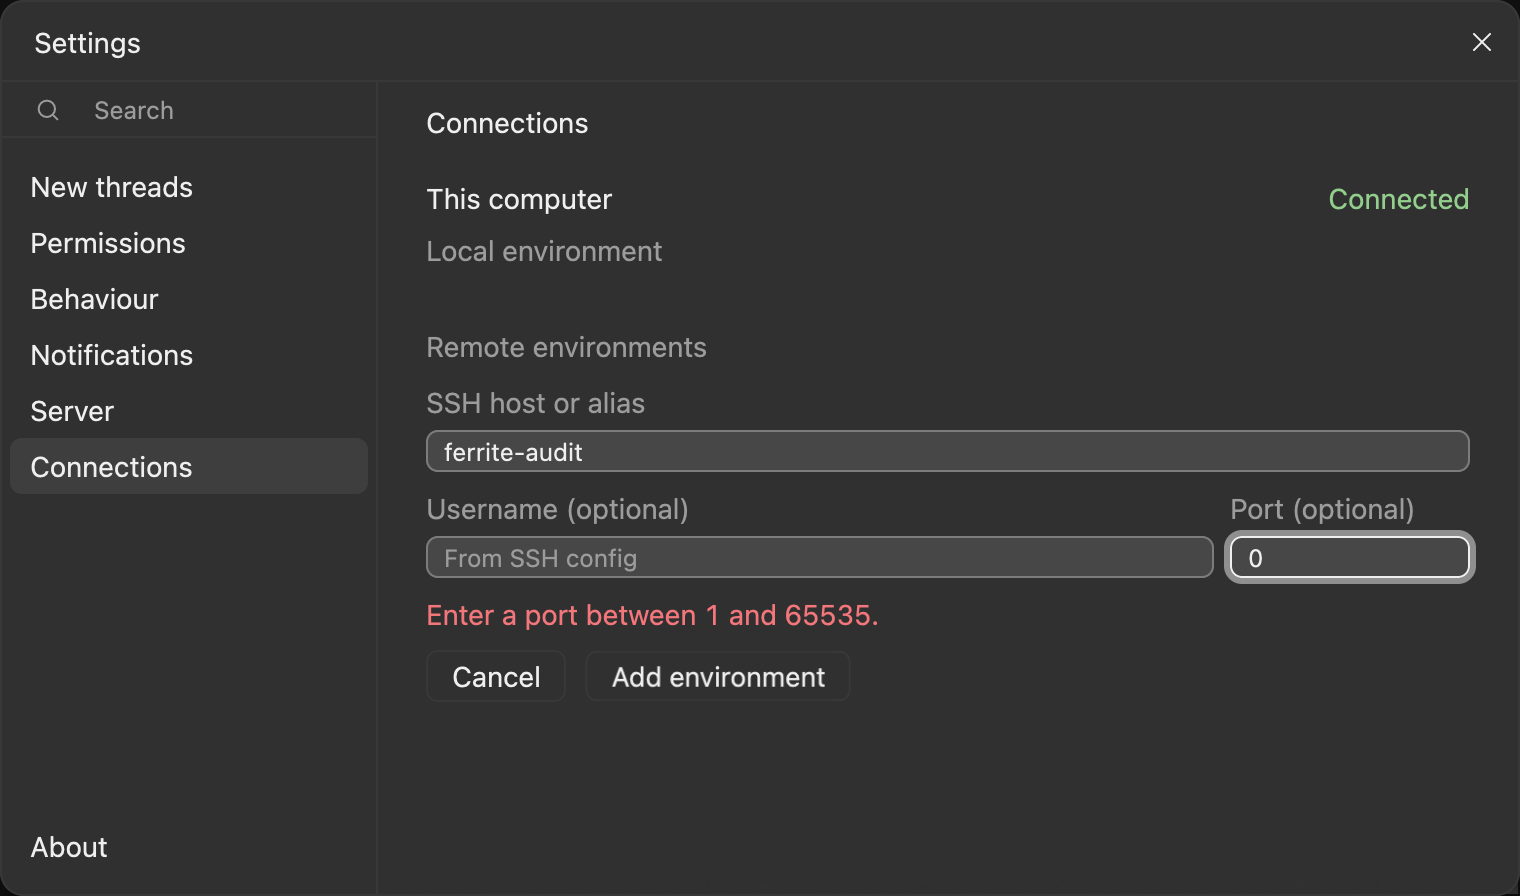 Settings
Search
New threads
Permissions
Behaviour
Notifications
Server
Connections
About
Connections
This computer
Connected
Local environment
Remote environments
SSH host or alias
ferrite-audit
Username (optional)
Port (optional)
From SSH config
0
Enter a port between 1 and 65535.
Cancel
Add environment